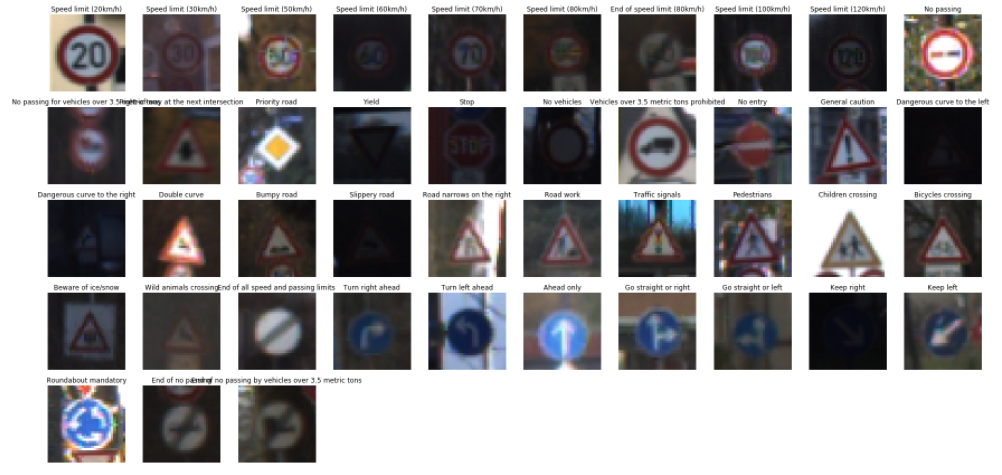 Speed limit (20km/h) Speed limit (30km/h) Speed limit (50km/h) Speed limit (60km/h) Speed limit (70km/h) Speed limit (80km/h) End of speed limit (80km/h) Speed limit (100km/h) Speed limit (120km/h) No passing
20 30 50 60 70 80 100 120
No passing for vehicles over 3.5 Right-of-way at the next intersection Priority road Yield Stop No vehicles Vehicles over 3.5 metric tons prohibited No entry General caution Dangerous curve to the left
STOP
Dangerous curve to the right Double curve Bumpy road Slippery road Road narrows on the right Road work Traffic signals Pedestrians Children crossing Bicycles crossing
Beware of ice/snow Wild animals crossing End of all speed and passing limits Turn right ahead Turn left ahead Ahead only Go straight or right Go straight or left Keep right Keep left
Roundabout mandatory End of no passing End of no passing by vehicles over 3.5 metric tons